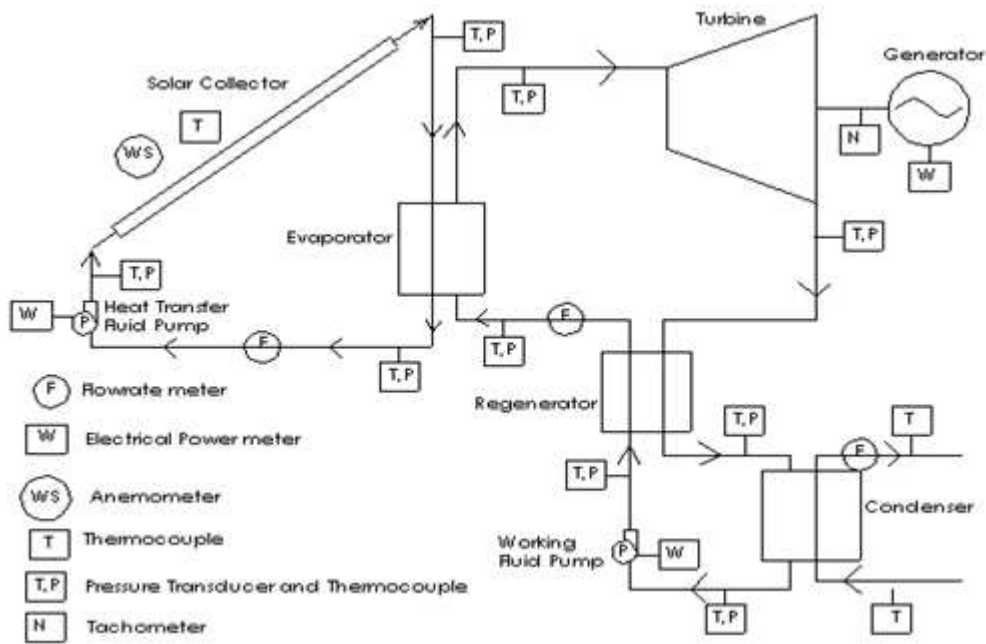 Turbine
T, P
Generator
Solar Collector
T
T, P
WS
N
W
Evaporator
T, P
T, P
Heat Transfer
Fluid Pump
W
P
F
F
T, P
T, P
F
Flowrate meter
Regenerator
T, P
T
W
Electrical Power meter
F
T, P
WS
Anemometer
Condenser
T
Thermocouple
Working
Fluid Pump
P
W
T, P
Pressure Transducer and Thermocouple
T, P
T
N
Tachometer